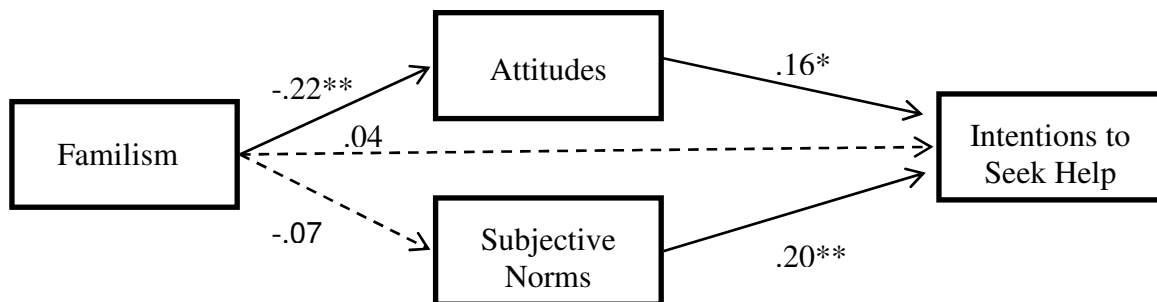 Attitudes
.16*
-.22**
Familism
.04
Intentions to
Seek Help
-.07
Subjective
Norms
.20**